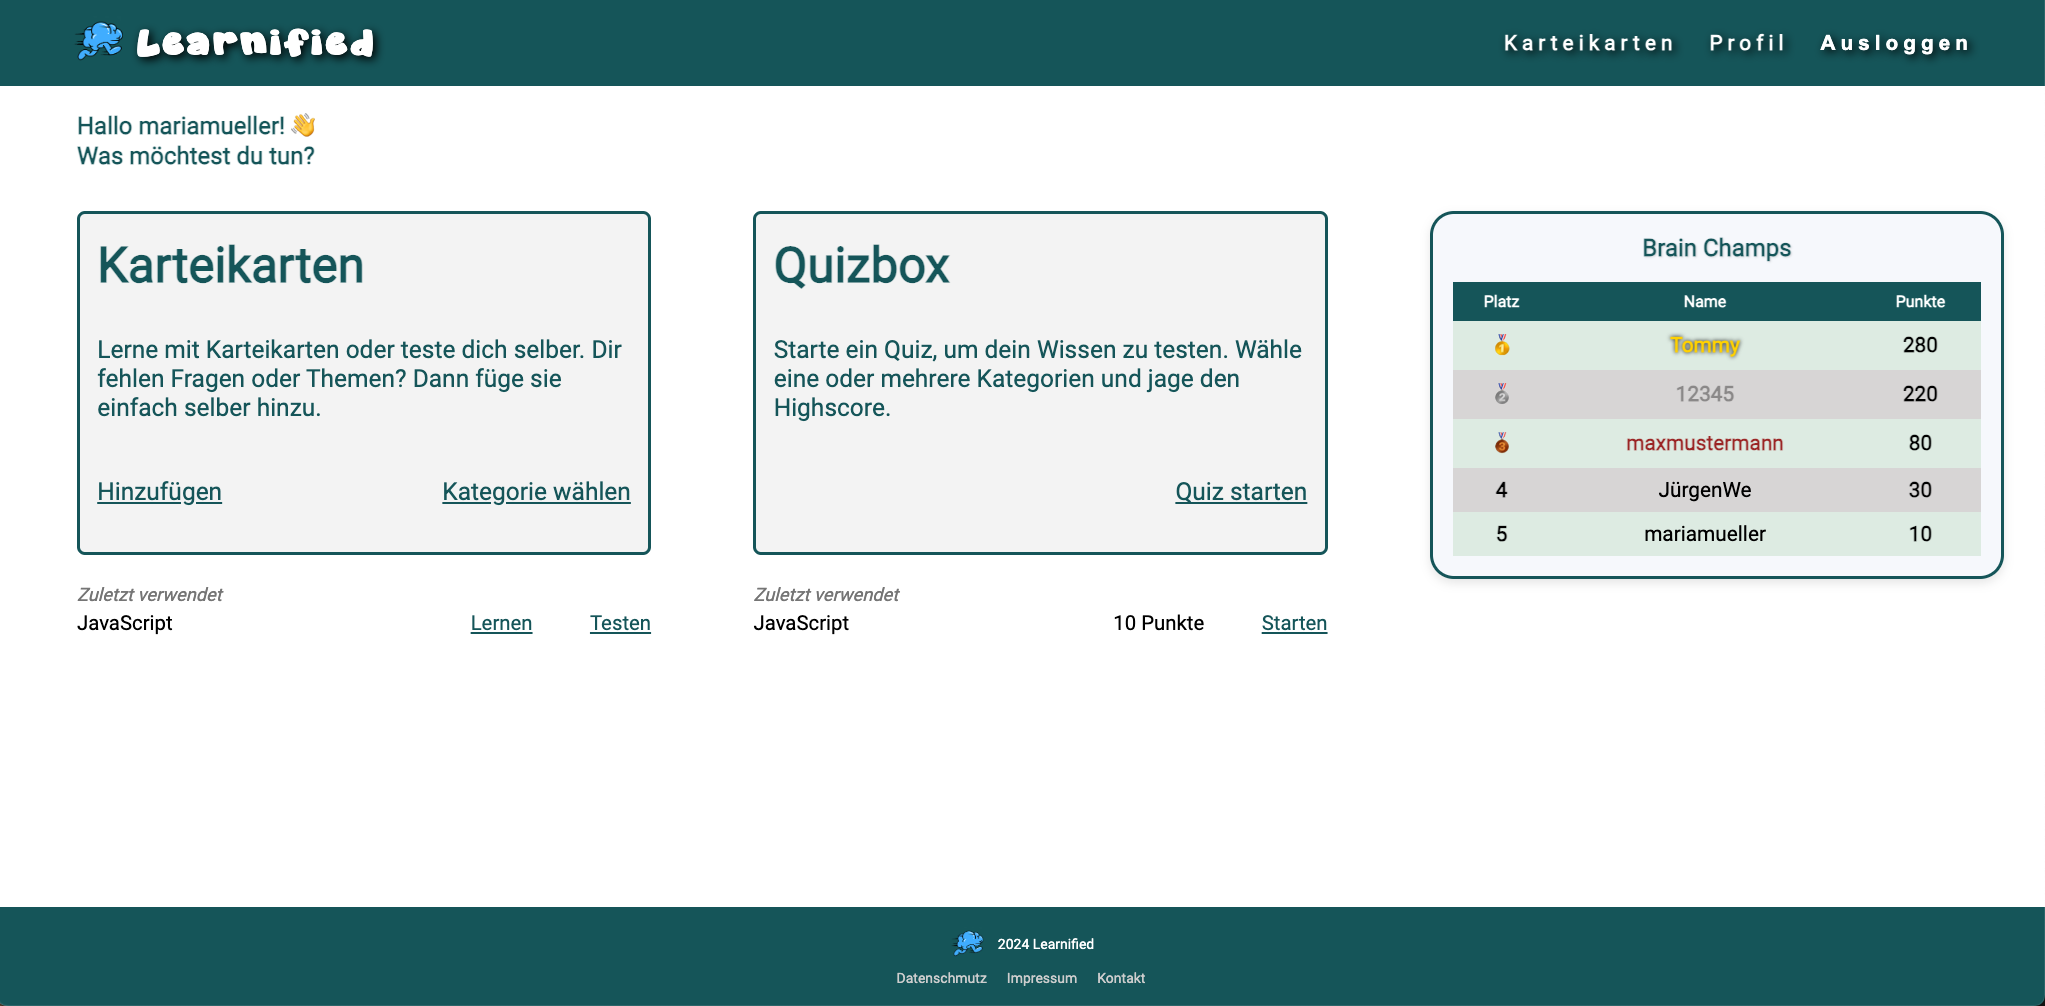 Learnified
Karteikarten Profil Ausloggen
Hallo mariamueller! 👋
Was möchtest du tun?
Karteikarten
Lerne mit Karteikarten oder teste dich selber. Dir
fehlen Fragen oder Themen? Dann füge sie
einfach selber hinzu.
Hinzufügen Kategorie wählen
Zuletzt verwendet
JavaScript Lernen Testen
Quizbox
Starte ein Quiz, um dein Wissen zu testen. Wähle
eine oder mehrere Kategorien und jage den
Highscore.
Quiz starten
Zuletzt verwendet
JavaScript 10 Punkte Starten
Brain Champs
Platz Name Punkte
🥇 Tommy 280
🥈 12345 220
🥉 maxmustermann 80
4 JürgenWe 30
5 mariamueller 10
2024 Learnified
Datenschmutz Impressum Kontakt